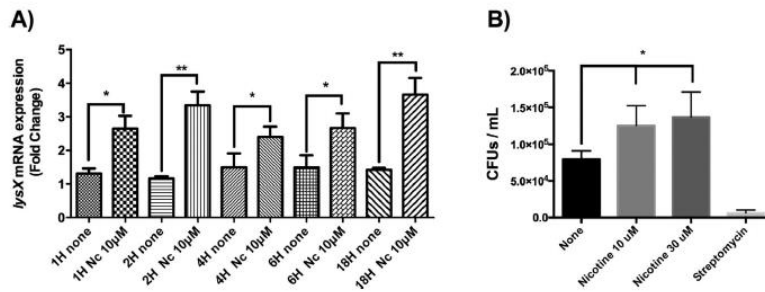 A)
lysX mRNA expression
(Fold Change)
5
4
3
2
1
0
*
**
*
*
**
1H none
1H Nc 10μM
2H none
2H Nc 10μM
4H none
4H Nc 10μM
6H none
6H Nc 10μM
18H none
18H Nc 10μM
B)
CFUs / mL
2.0×10⁵
1.5×10⁵
1.0×10⁵
5.0×10⁴
0.0
*
None
Nicotine 10 uM
Nicotine 30 uM
Streptomycin